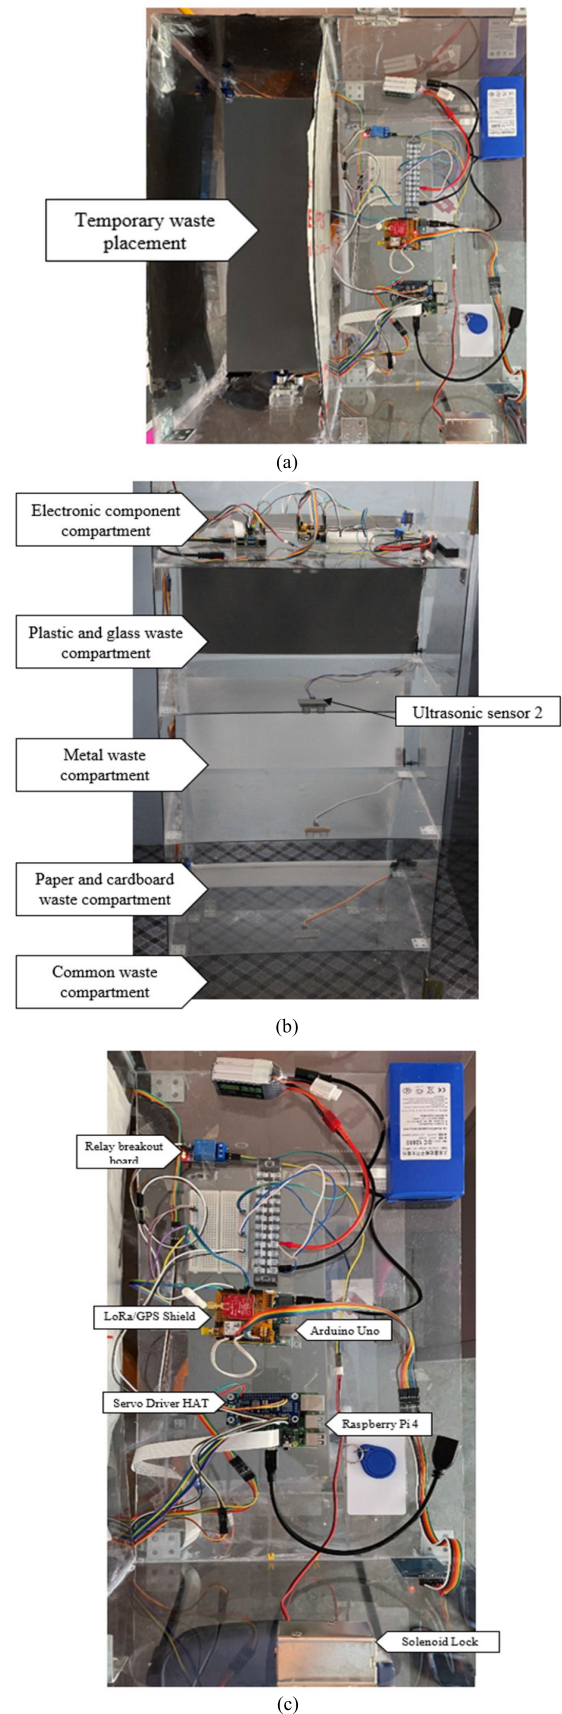 Temporary waste
placement
(a)
Electronic component
compartment
Plastic and glass waste
compartment
Ultrasonic sensor 2
Metal waste
compartment
Paper and cardboard
waste compartment
Common waste
compartment
(b)
Relay breakout
board
LoRa/GPS Shield
Arduino Uno
Servo Driver HAT
Raspberry Pi 4
Solenoid Lock
(c)